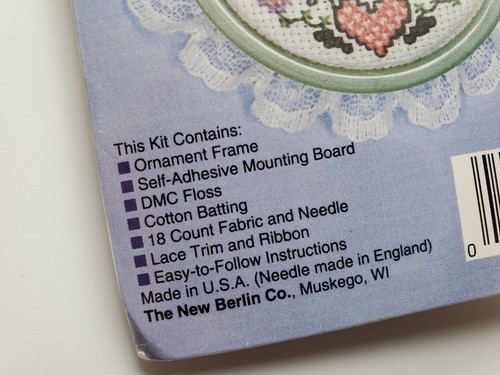 This Kit Contains:
Ornament Frame
Self-Adhesive Mounting Board
DMC Floss
Cotton Batting
18 Count Fabric and Needle
Lace Trim and Ribbon
Easy-to-Follow Instructions
Made in U.S.A. (Needle made in England)
The New Berlin Co., Muskego, WI
0